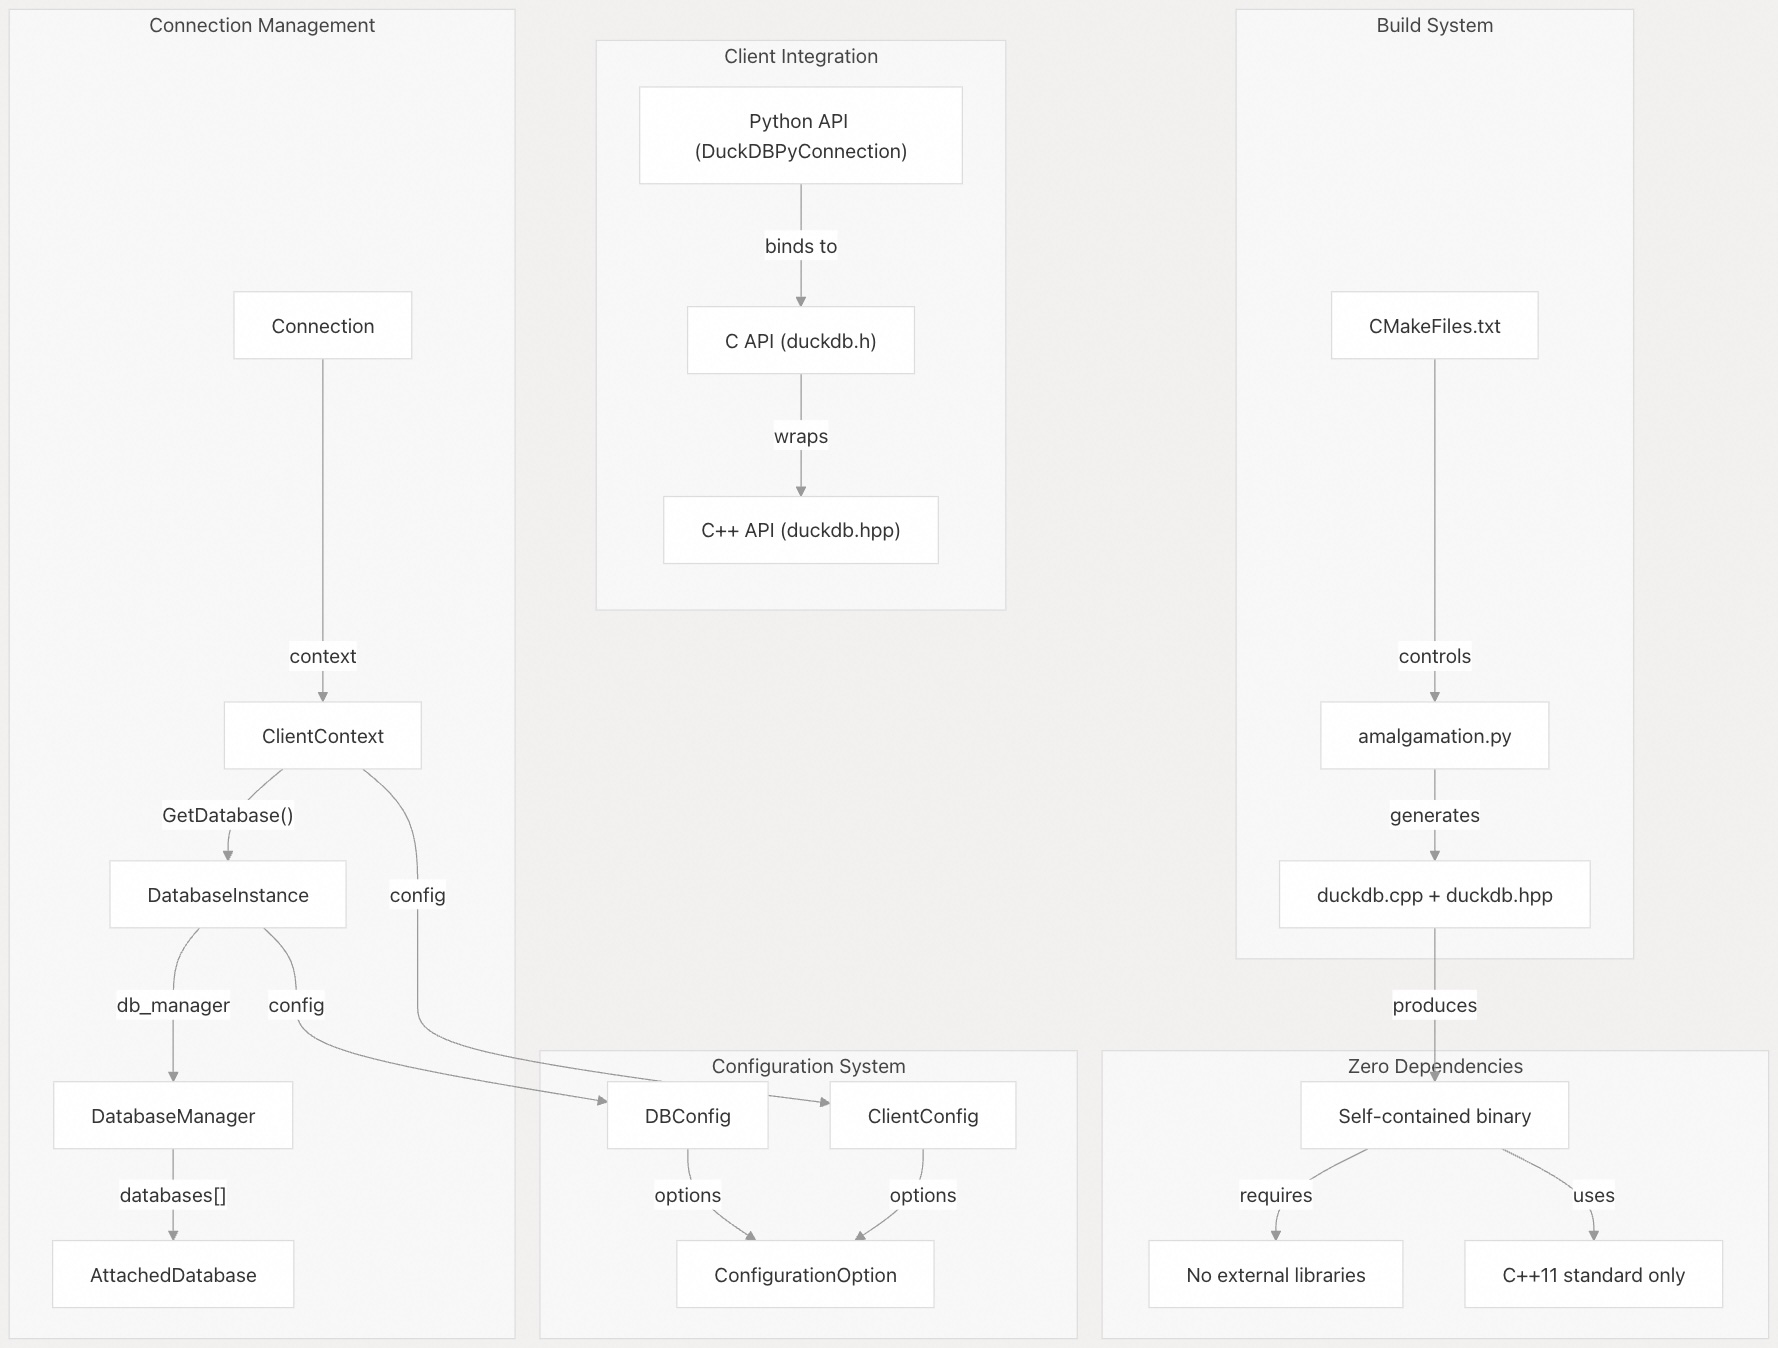 Connection Management
Connection
context
ClientContext
GetDatabase()
config
DatabaseInstance
db_manager
config
DatabaseManager
databases[]
AttachedDatabase
Client Integration
Python API
(DuckDBPyConnection)
binds to
C API (duckdb.h)
wraps
C++ API (duckdb.hpp)
Configuration System
DBConfig
ClientConfig
options
options
ConfigurationOption
Build System
CMakeFiles.txt
controls
amalgamation.py
generates
duckdb.cpp + duckdb.hpp
produces
Zero Dependencies
Self-contained binary
requires
uses
No external libraries
C++11 standard only